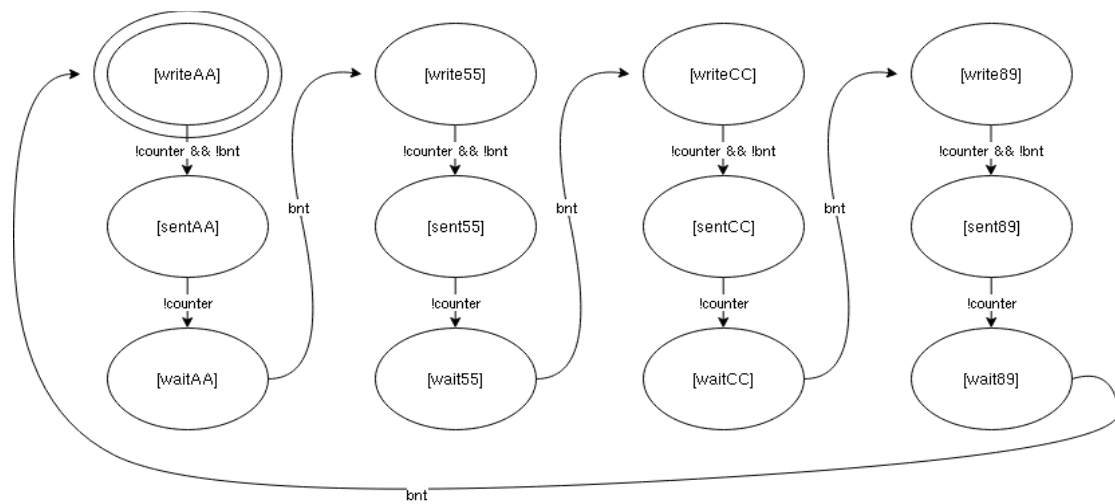 [writeAA]
[write55]
[writeCC]
[write89]
!counter && !bnt
!counter && !bnt
!counter && !bnt
!counter && !bnt
bnt
bnt
bnt
[sentAA]
[sent55]
[sentCC]
[sent89]
!counter
!counter
!counter
!counter
[waitAA]
[wait55]
[waitCC]
[wait89]
bnt